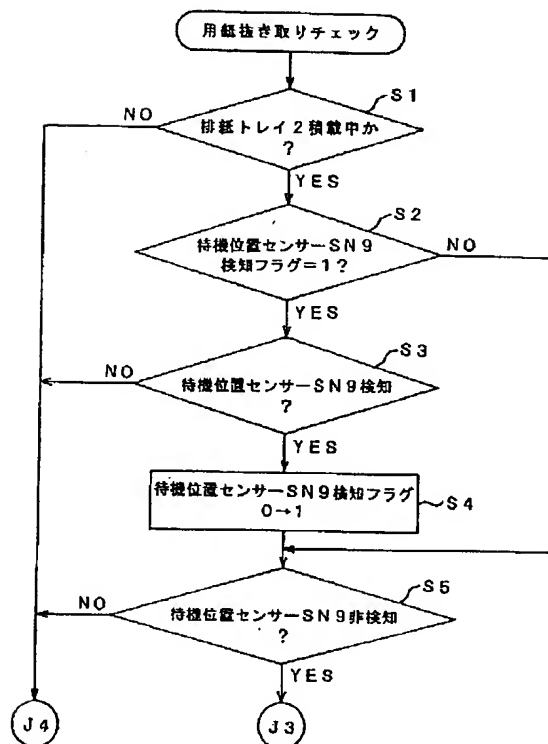 用紙抜き取りチェック
S1
NO
排紙トレイ2積載中か
?
YES
S2
待機位置センサーSN9
検知フラグ=1?
NO
YES
S3
NO
待機位置センサーSN9検知
?
YES
待機位置センサーSN9検知フラグ
0→1
S4
S5
NO
待機位置センサーSN9非検知
?
YES
J4
J3